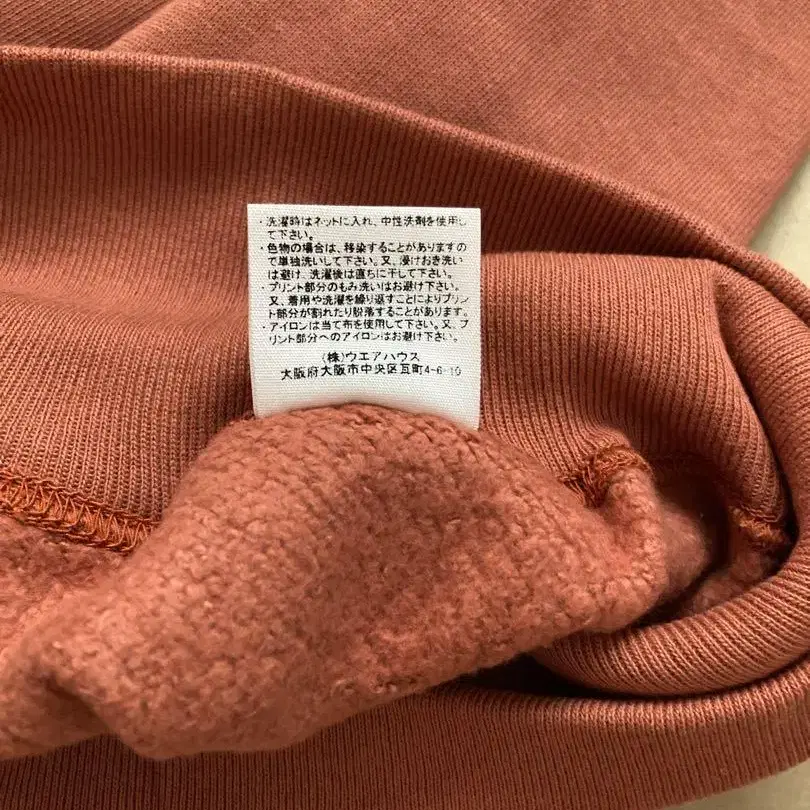 ・洗濯時はネットに入れ、中性洗剤を使用し
て下さい。
・色物の場合は、移染することがありますの
で単独洗いして下さい。又、浸けおき洗い
は避け、洗濯後は直ちに干して下さい。
・プリント部分のもみ洗いはお避け下さい。
又、着用や洗濯を繰り返すことによりプリン
ト部分が割れたり脱落することがあります。
・アイロンは当て布を使用して下さい。又、プ
リント部分へのアイロンはお避け下さい。
(株)ウエアハウス
大阪府大阪市中央区瓦町4-6-10